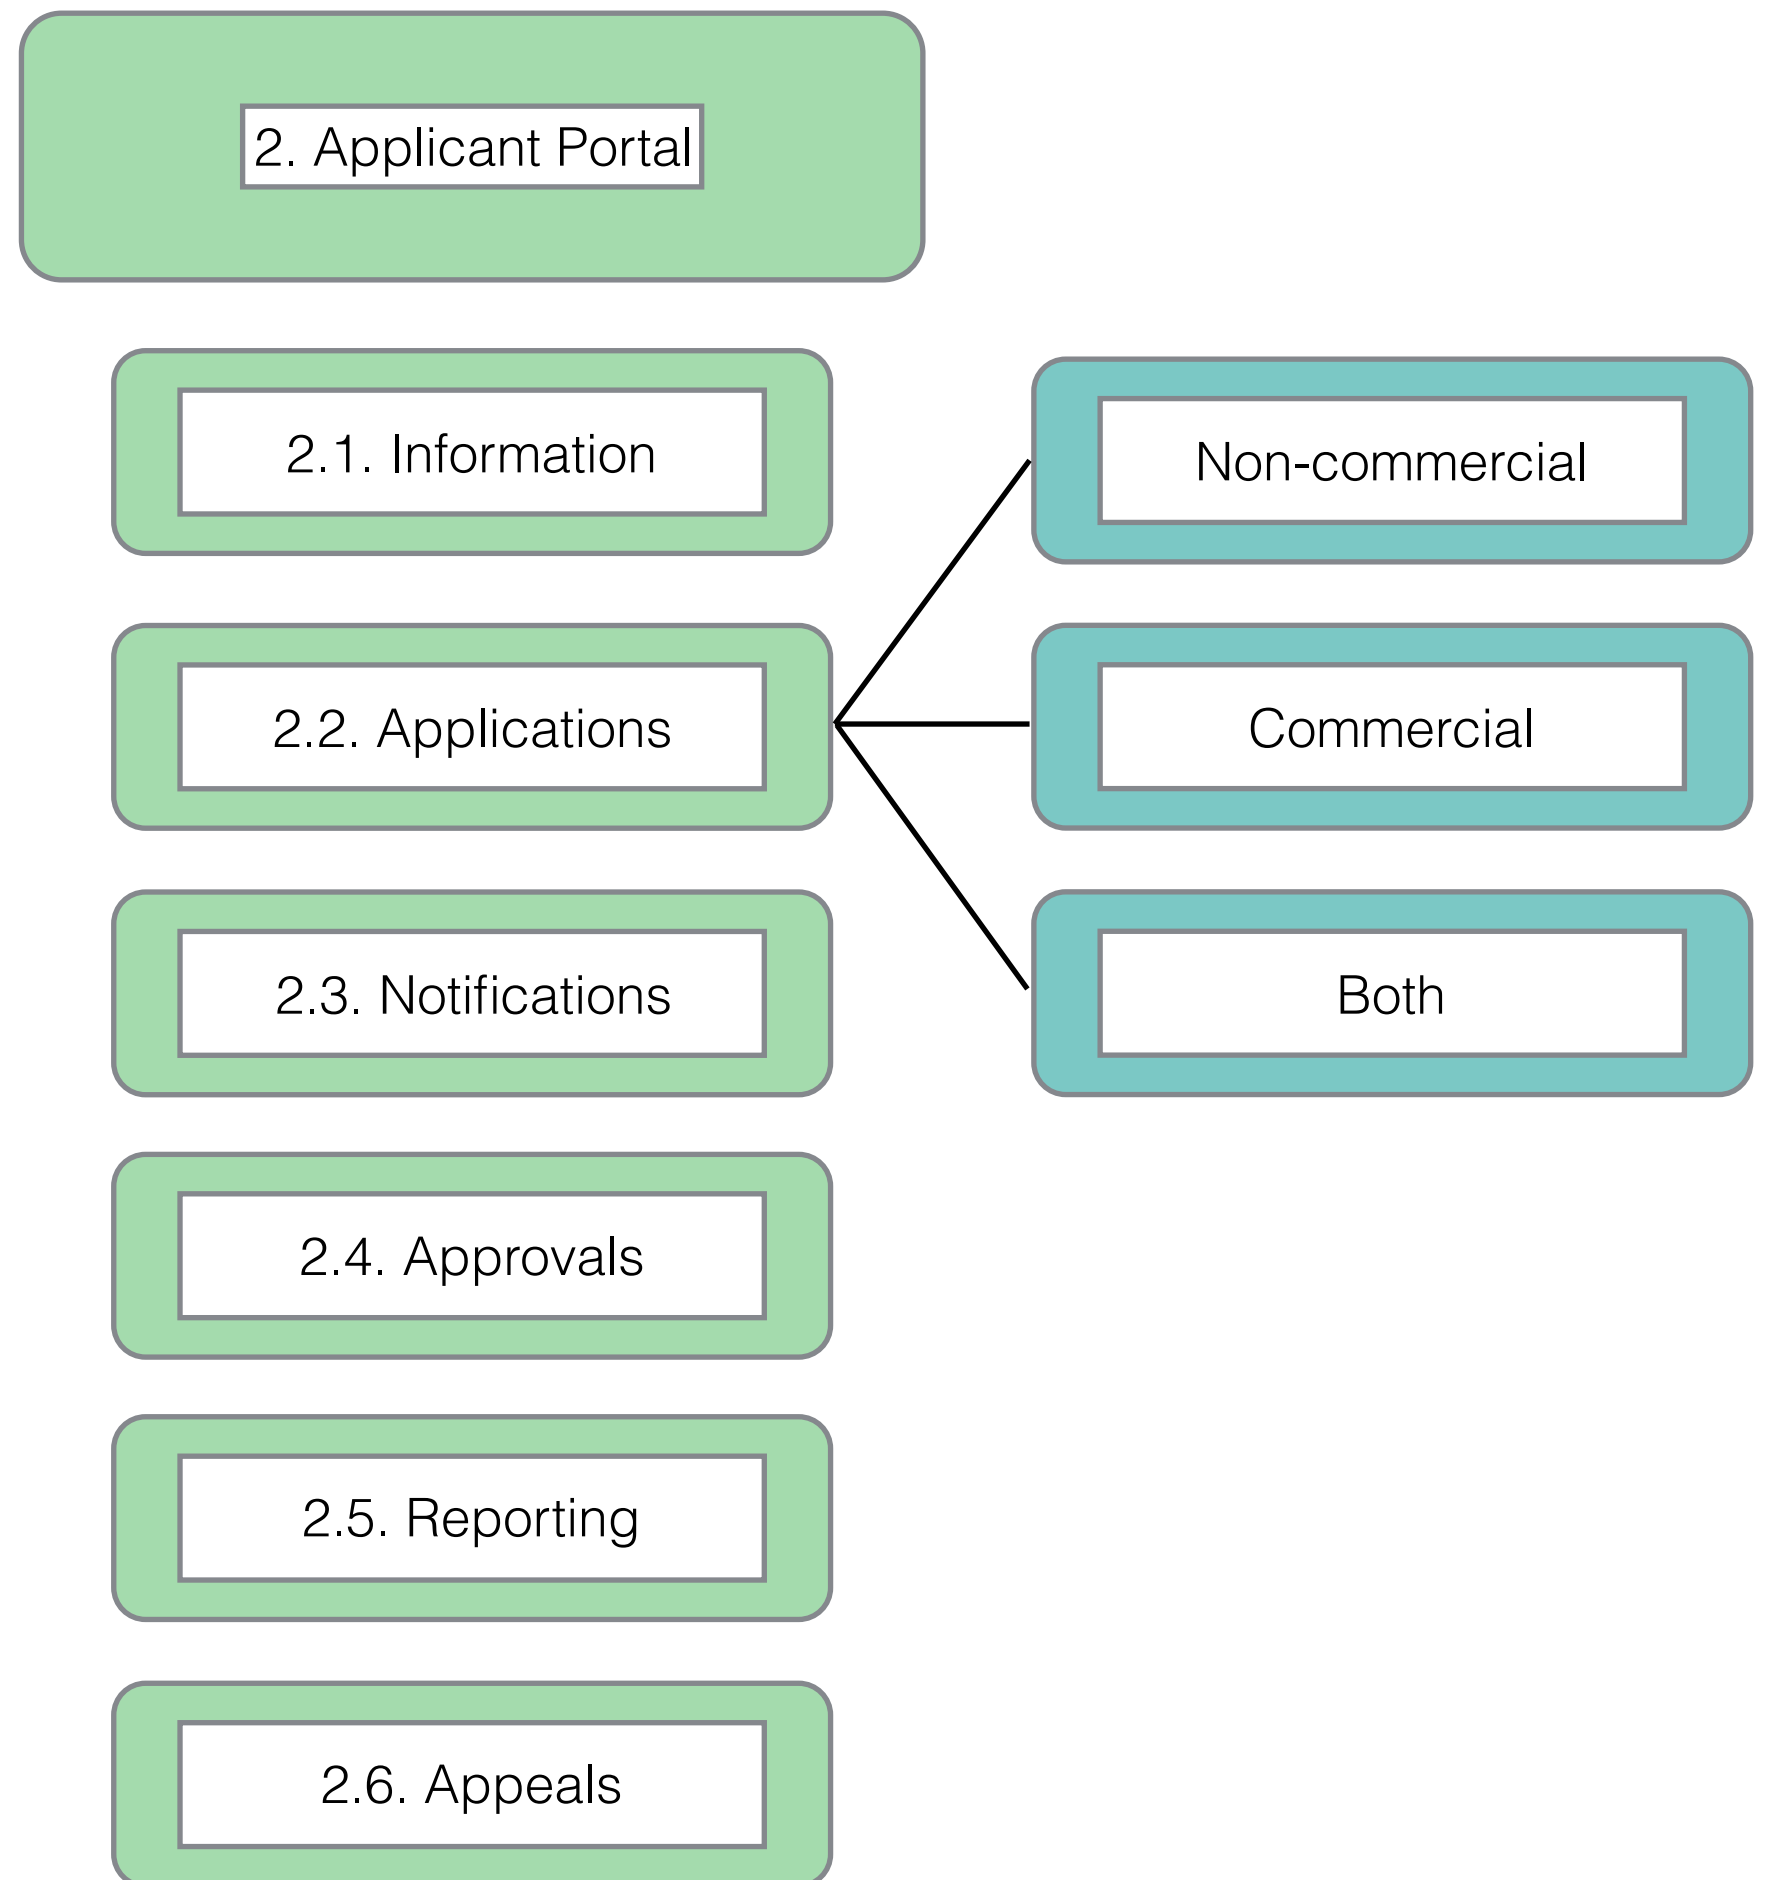 2. Applicant Portal
2.1. Information
Non-commercial
2.2. Applications
Commercial
2.3. Notifications
Both
2.4. Approvals
2.5. Reporting
2.6. Appeals